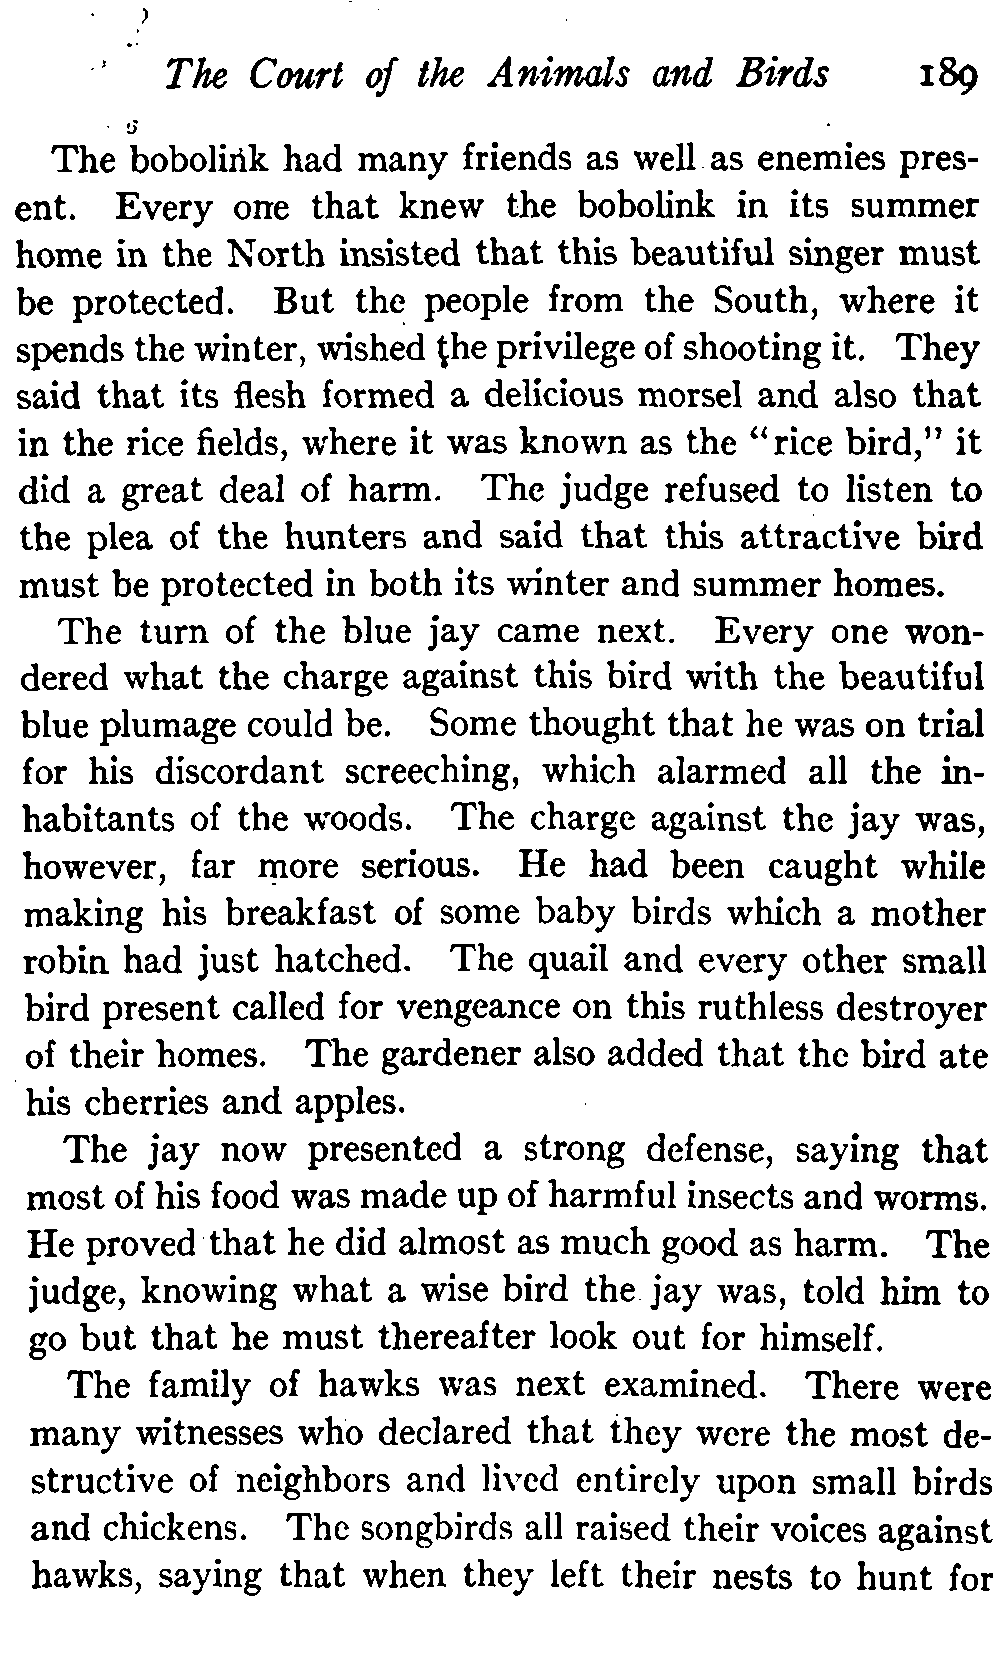 The Court of the Animals and Birds 189
The bobolink had many friends as well as enemies pres-
ent. Every one that knew the bobolink in its summer
home in the North insisted that this beautiful singer must
be protected. But the people from the South, where it
spends the winter, wished the privilege of shooting it. They
said that its flesh formed a delicious morsel and also that
in the rice fields, where it was known as the "rice bird," it
did a great deal of harm. The judge refused to listen to
the plea of the hunters and said that this attractive bird
must be protected in both its winter and summer homes.
The turn of the blue jay came next. Every one won-
dered what the charge against this bird with the beautiful
blue plumage could be. Some thought that he was on trial
for his discordant screeching, which alarmed all the in-
habitants of the woods. The charge against the jay was,
however, far more serious. He had been caught while
making his breakfast of some baby birds which a mother
robin had just hatched. The quail and every other small
bird present called for vengeance on this ruthless destroyer
of their homes. The gardener also added that the bird ate
his cherries and apples.
The jay now presented a strong defense, saying that
most of his food was made up of harmful insects and worms.
He proved that he did almost as much good as harm. The
judge, knowing what a wise bird the jay was, told him to
go but that he must thereafter look out for himself.
The family of hawks was next examined. There were
many witnesses who declared that they were the most de-
structive of neighbors and lived entirely upon small birds
and chickens. The songbirds all raised their voices against
hawks, saying that when they left their nests to hunt for